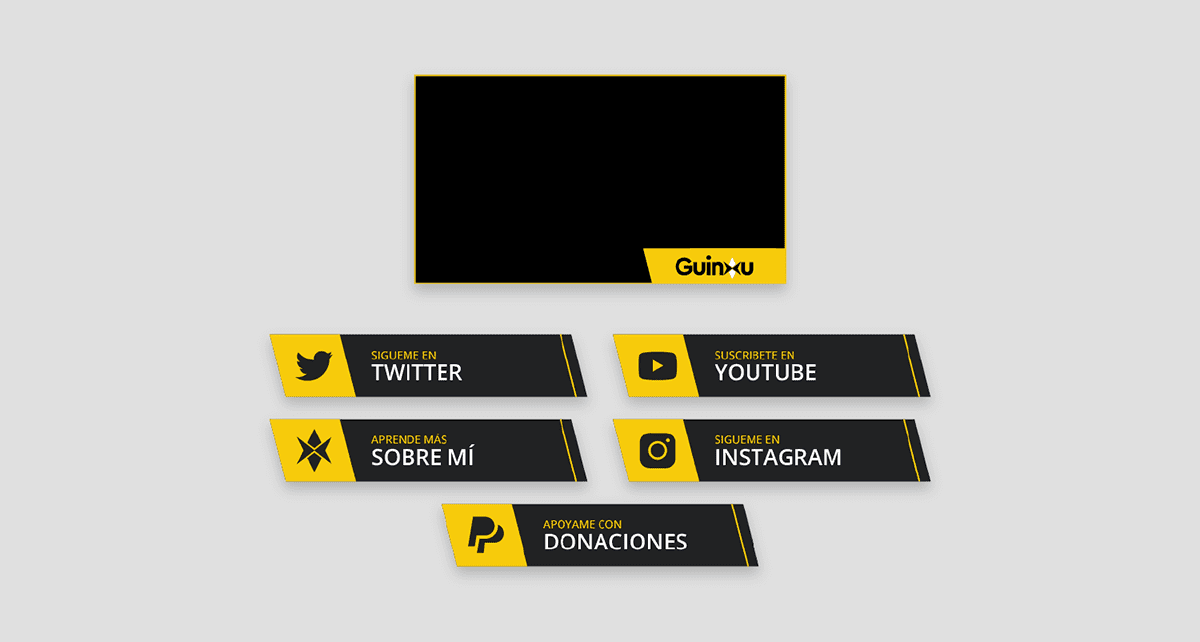 Guinxu
SIGUEME EN
TWITTER
SUSCRIBETE EN
YOUTUBE
APRENDE MÁS
SOBRE MÍ
SIGUEME EN
INSTAGRAM
APOYAME CON
DONACIONES